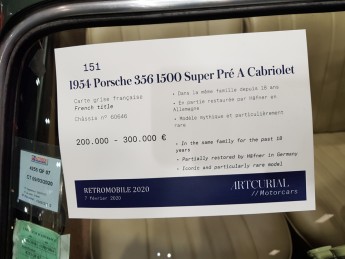 151
1954 Porsche 356 1500 Super Pré A Cabriolet
Carte grise française
French title
Châssis n° 60646
200.000 - 300.000 €
• Dans la même famille depuis 18 ans
• En partie restaurée par Häfner en Allemagne
• Modèle mythique et particulièrement rare
• In the same family for the past 18 years
• Partially restored by Häfner in Germany
• Iconic and particularly rare model
RETROMOBILE 2020
7 février 2020
ARTCURIAL
//Motorcars